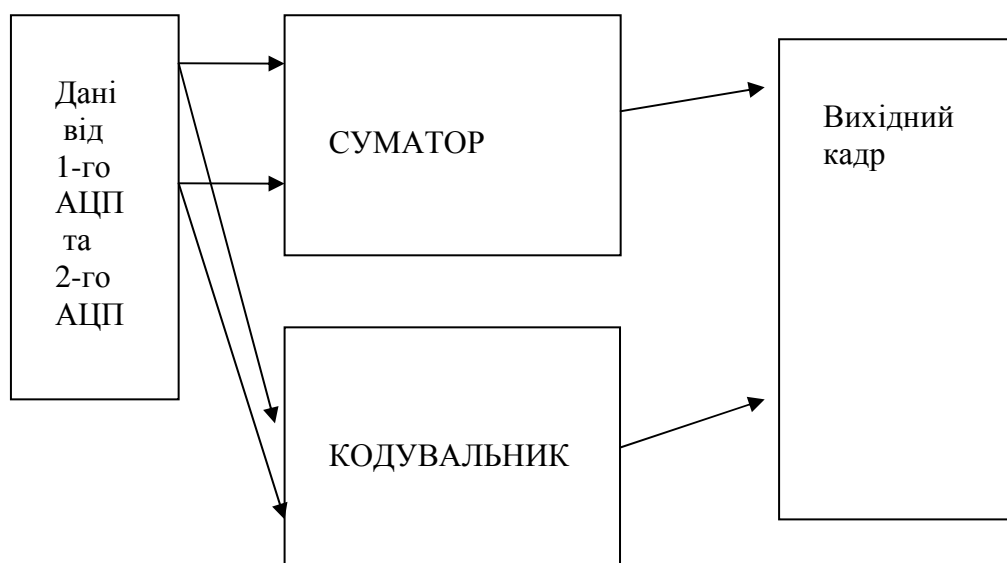 Дані
від
1-го
АЦП
та
2-го
АЦП
СУМАТОР
КОДУВАЛЬНИК
Вихідний
кадр